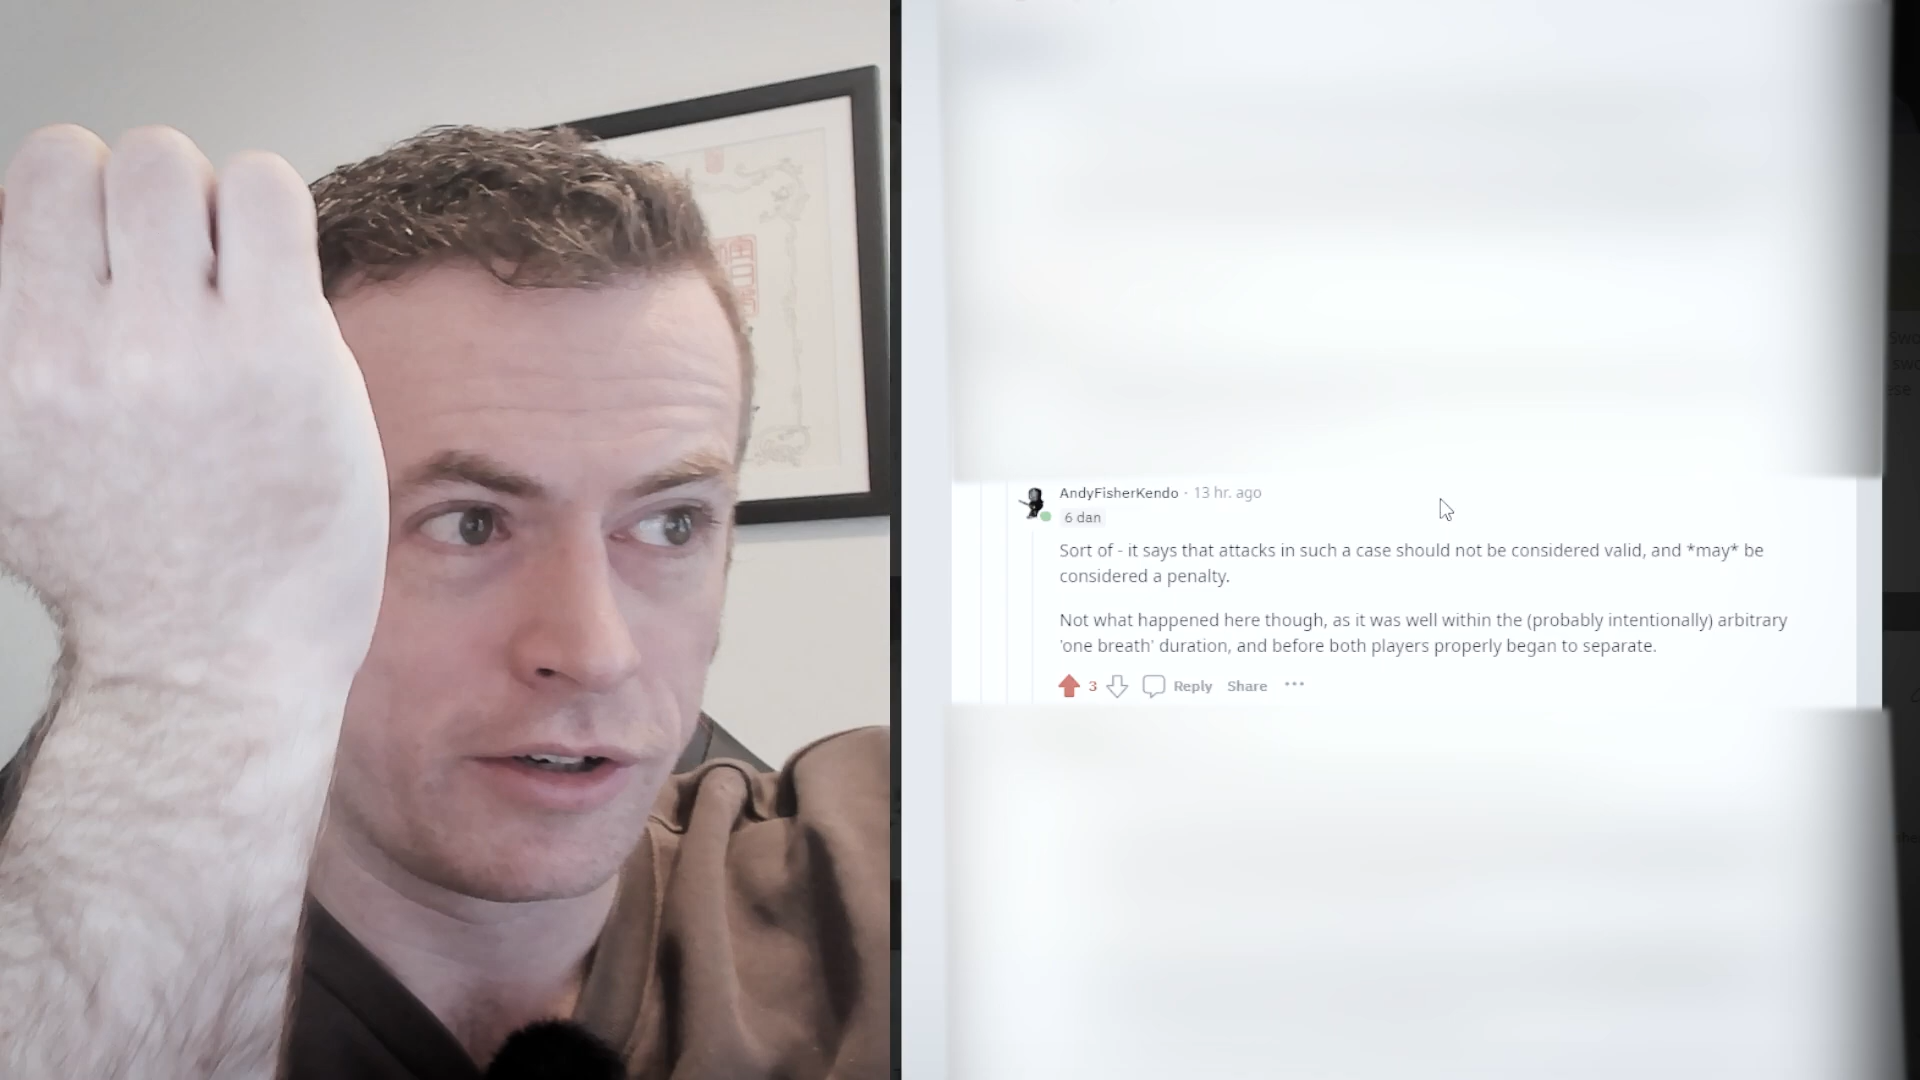 AndyFisherKendo · 13 hr. ago
6 dan
Sort of - it says that attacks in such a case should not be considered valid, and *may* be
considered a penalty.
Not what happened here though, as it was well within the (probably intentionally) arbitrary
'one breath' duration, and before both players properly began to separate.
3 Reply Share ···